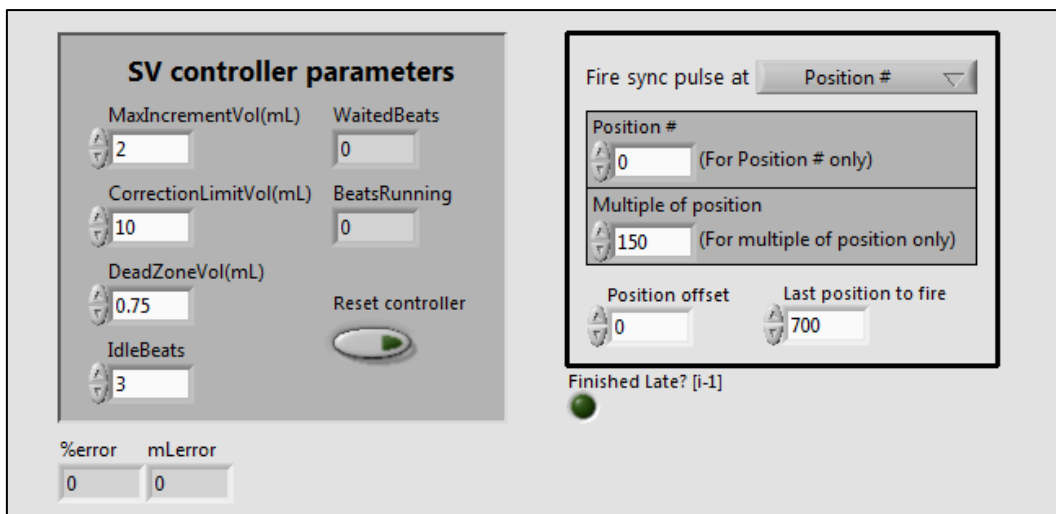 SV controller parameters
MaxIncrementVol(mL) WaitedBeats
2 0
CorrectionLimitVol(mL) BeatsRunning
10 0
DeadZoneVol(mL)
0.75
Reset controller
IdleBeats
3
%error mLerror
0 0
Fire sync pulse at Position #
Position #
0 (For Position # only)
Multiple of position
150 (For multiple of position only)
Position offset Last position to fire
0 700
Finished Late? [i-1]